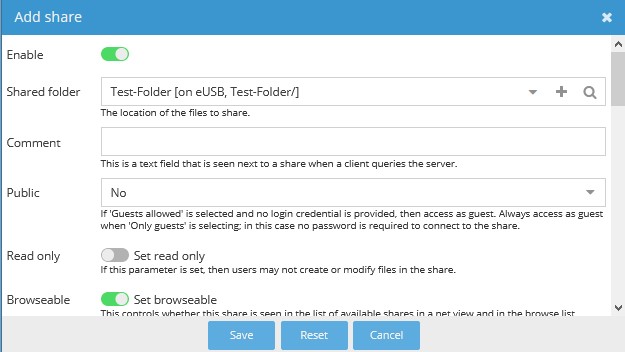 Add share
Enable
Shared folder
Test-Folder [on eUSB, Test-Folder/]
The location of the files to share.
Comment
This is a text field that is seen next to a share when a client queries the server.
Public
No
If 'Guests allowed' is selected and no login credential is provided, then access as guest. Always access as guest
when 'Only guests' is selecting; in this case no password is required to connect to the share.
Read only
Set read only
If this parameter is set, then users may not create or modify files in the share.
Browseable
Set browseable
This controls whether this share is seen in the list of available shares in a net view and in the browse list.
Save
Reset
Cancel